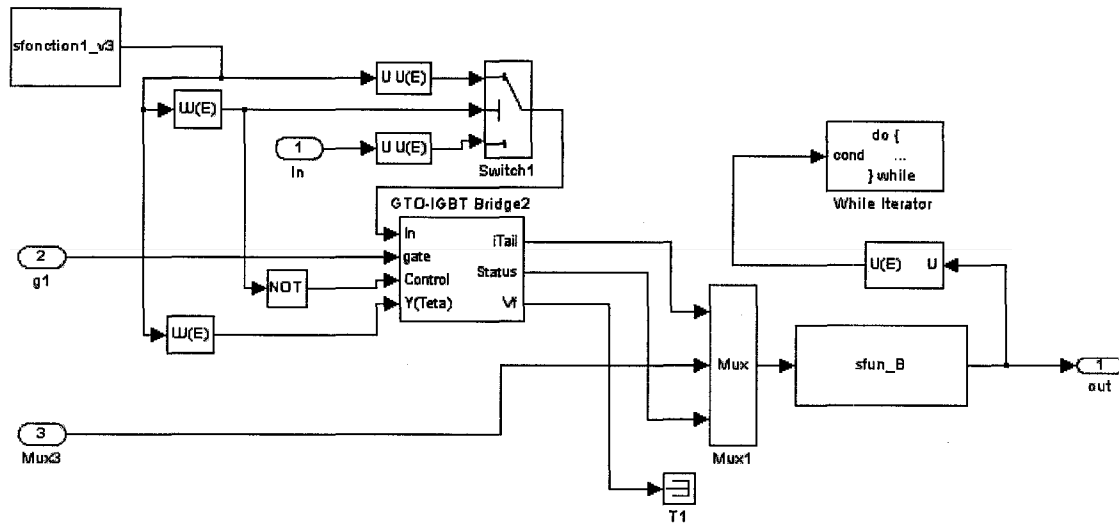 sfonction1_v3
U U(E)
U(E)
1
In
U U(E)
Switch1
do {
cond ...
} while
While Iterator
GTO-IGBT Bridge2
In
gate
Control
Y(Teta)
iTail
Status
Vf
2
g1
NOT
U(E)
U(E) U
Mux
Mux1
sfun_B
1
out
3
Mux3
T1